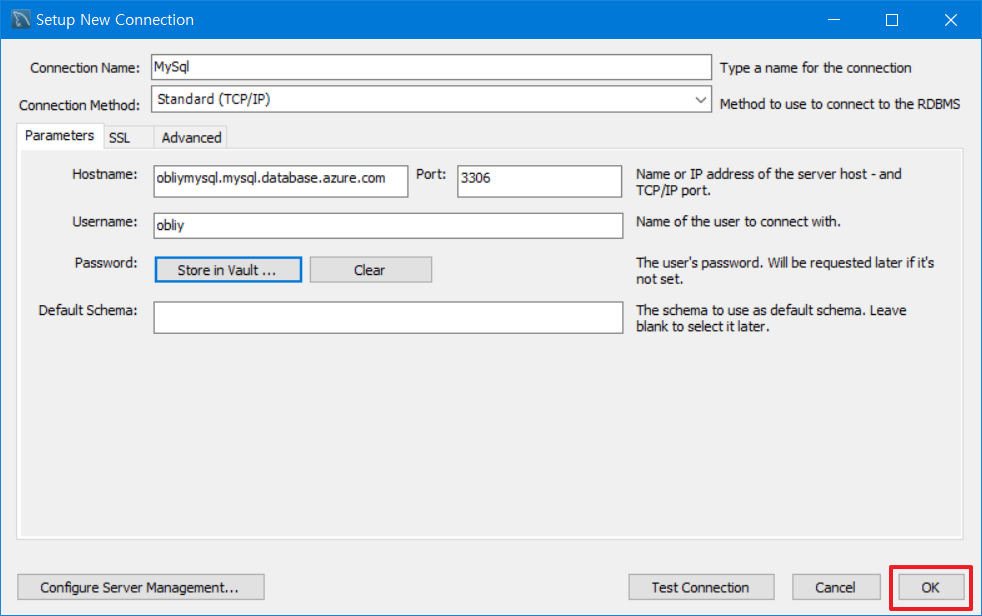 Setup New Connection
Connection Name: MySql Type a name for the connection
Connection Method: Standard (TCP/IP) Method to use to connect to the RDBMS
Parameters SSL Advanced
Hostname: obliymysql.mysql.database.azure.com Port: 3306 Name or IP address of the server host - and
TCP/IP port.
Username: obliy Name of the user to connect with.
Password: Store in Vault ... Clear The user's password. Will be requested later if it's
not set.
Default Schema: The schema to use as default schema. Leave
blank to select it later.
Configure Server Management... Test Connection Cancel OK